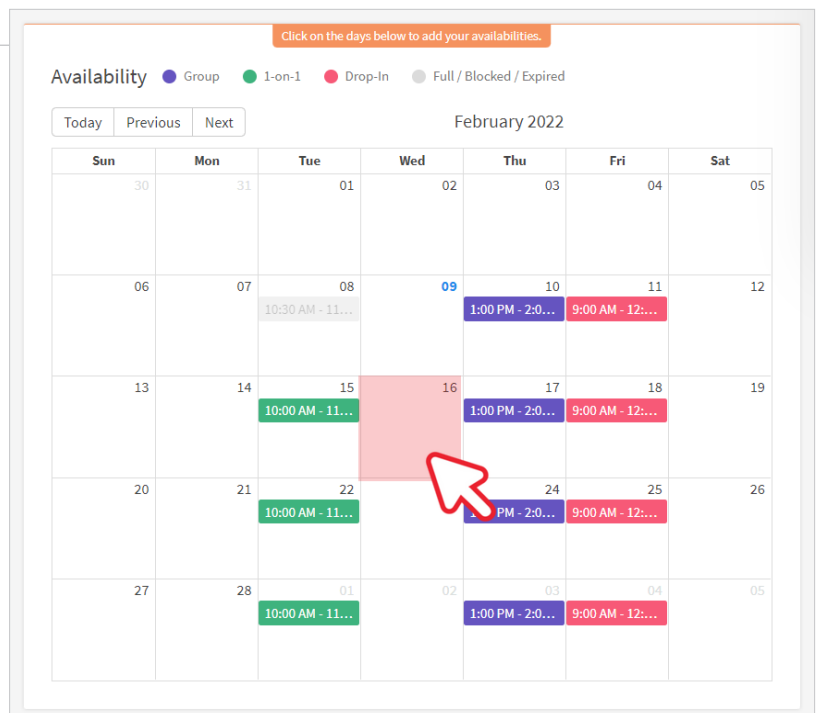 Click on the days below to add your availabilities.
Availability Group 1-on-1 Drop-In Full / Blocked / Expired
Today Previous Next February 2022
Sun Mon Tue Wed Thu Fri Sat
30 31 01 02 03 04 05
06 07 08 09 10 11 12
10:30 AM - 11... 1:00 PM - 2:0... 9:00 AM - 12:...
13 14 15 16 17 18 19
10:00 AM - 11... 1:00 PM - 2:0... 9:00 AM - 12:...
20 21 22 24 25 26
10:00 AM - 11... PM - 2:0... 9:00 AM - 12:...
27 28 01 02 03 04 05
10:00 AM - 11... 1:00 PM - 2:0... 9:00 AM - 12:...